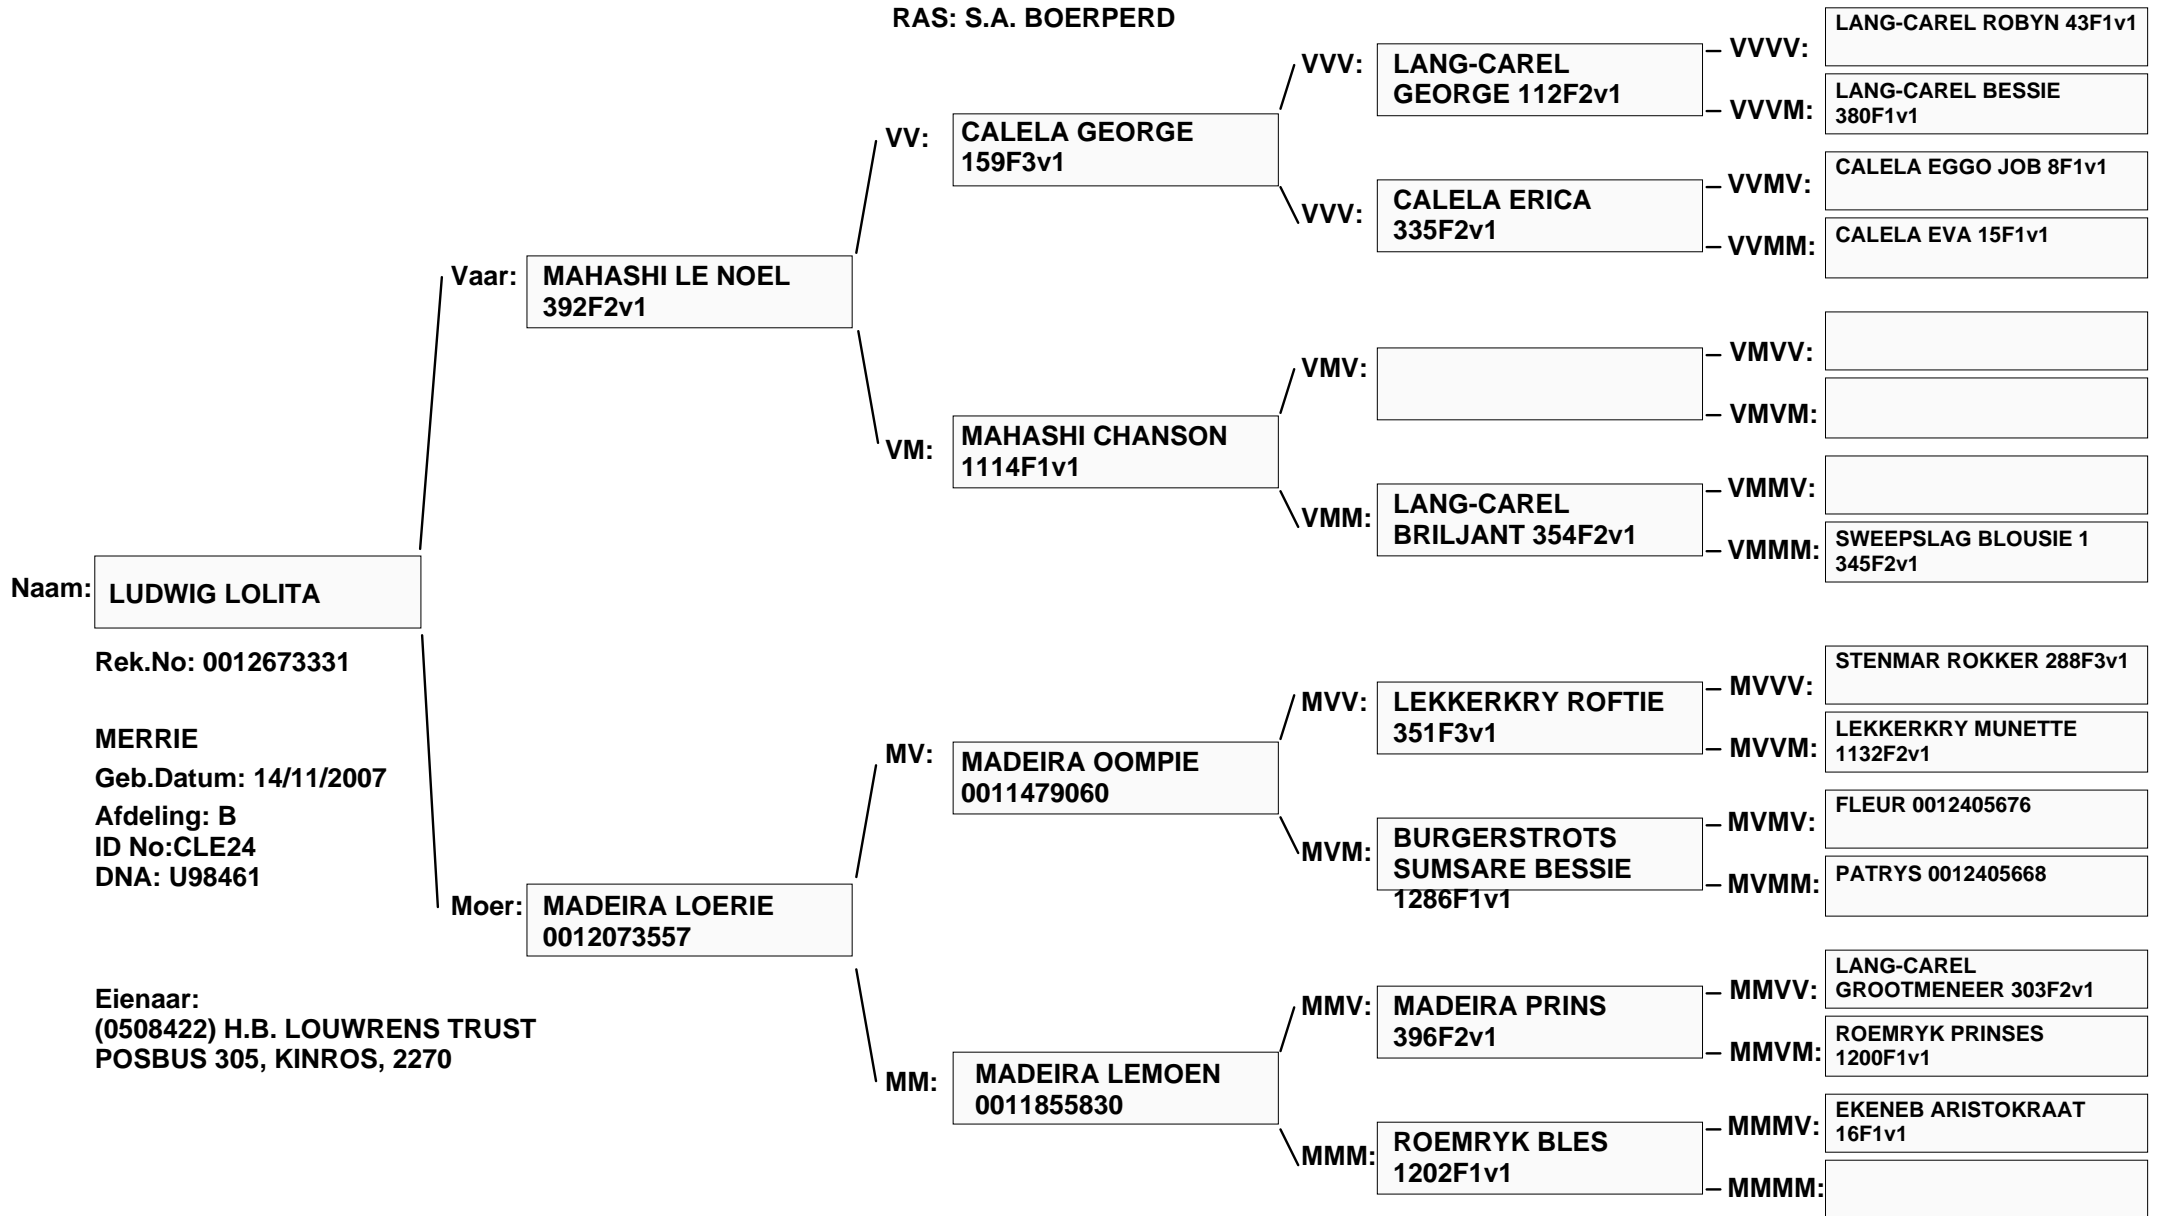 RAS: S.A. BOERPERD
Naam:
LUDWIG LOLITA
Rek.No: 0012673331
MERRIE
Geb.Datum: 14/11/2007
Afdeling: B
ID No:CLE24
DNA: U98461
Eienaar:
(0508422) H.B. LOUWRENS TRUST
POSBUS 305, KINROS, 2270
Vaar:
MAHASHI LE NOEL
392F2v1
Moer:
MADEIRA LOERIE
0012073557
VV:
CALELA GEORGE
159F3v1
VM:
MAHASHI CHANSON
1114F1v1
MV:
MADEIRA OOMPIE
0011479060
MM:
MADEIRA LEMOEN
0011855830
VVV:
LANG-CAREL
GEORGE 112F2v1
VVV:
CALELA ERICA
335F2v1
VMV:
VMM:
LANG-CAREL
BRILJANT 354F2v1
MVV:
LEKKERKRY ROFTIE
351F3v1
MVM:
BURGERSTROTS
SUMSARE BESSIE
1286F1v1
MMV:
MADEIRA PRINS
396F2v1
MMM:
ROEMRYK BLES
1202F1v1
– VVVV:
LANG-CAREL ROBYN 43F1v1
– VVVM:
LANG-CAREL BESSIE
380F1v1
– VVMV:
CALELA EGGO JOB 8F1v1
– VVMM:
CALELA EVA 15F1v1
– VMVV:
– VMVM:
– VMMV:
– VMMM:
SWEEPSLAG BLOUSIE 1
345F2v1
– MVVV:
STENMAR ROKKER 288F3v1
– MVVM:
LEKKERKRY MUNETTE
1132F2v1
– MVMV:
FLEUR 0012405676
– MVMM:
PATRYS 0012405668
– MMVV:
LANG-CAREL
GROOTMENEER 303F2v1
– MMVM:
ROEMRYK PRINSES
1200F1v1
– MMMV:
EKENEB ARISTOKRAAT
16F1v1
– MMMM: